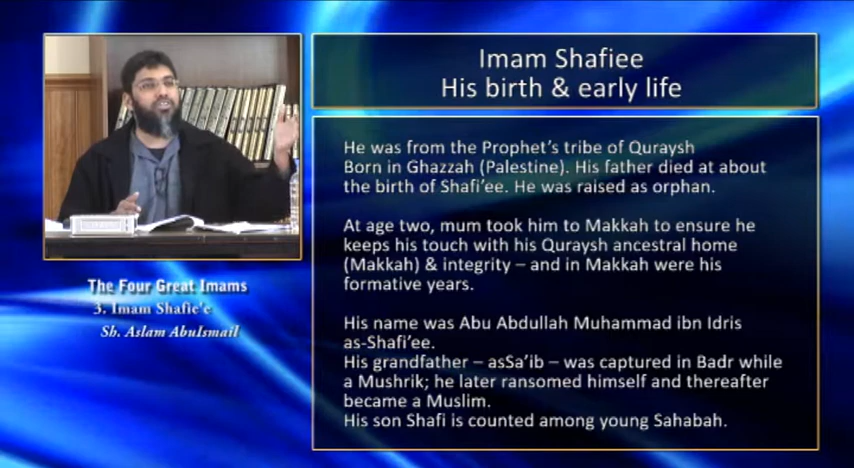 Imam Shafiee
His birth & early life
He was from the Prophet's tribe of Quraysh
Born in Ghazzah (Palestine). His father died at about
the birth of Shafi'ee. He was raised as orphan.
At age two, mum took him to Makkah to ensure he
keeps his touch with his Quraysh ancestral home
(Makkah) & integrity – and in Makkah were his
formative years.
His name was Abu Abdullah Muhammad ibn Idris
as-Shafi'ee.
His grandfather – asSa'ib – was captured in Badr while
a Mushrik; he later ransomed himself and thereafter
became a Muslim.
His son Shafi is counted among young Sahabah.
The Four Great Imams
3. Imam Shafie'e
Sh. Aslam AbuIsmail